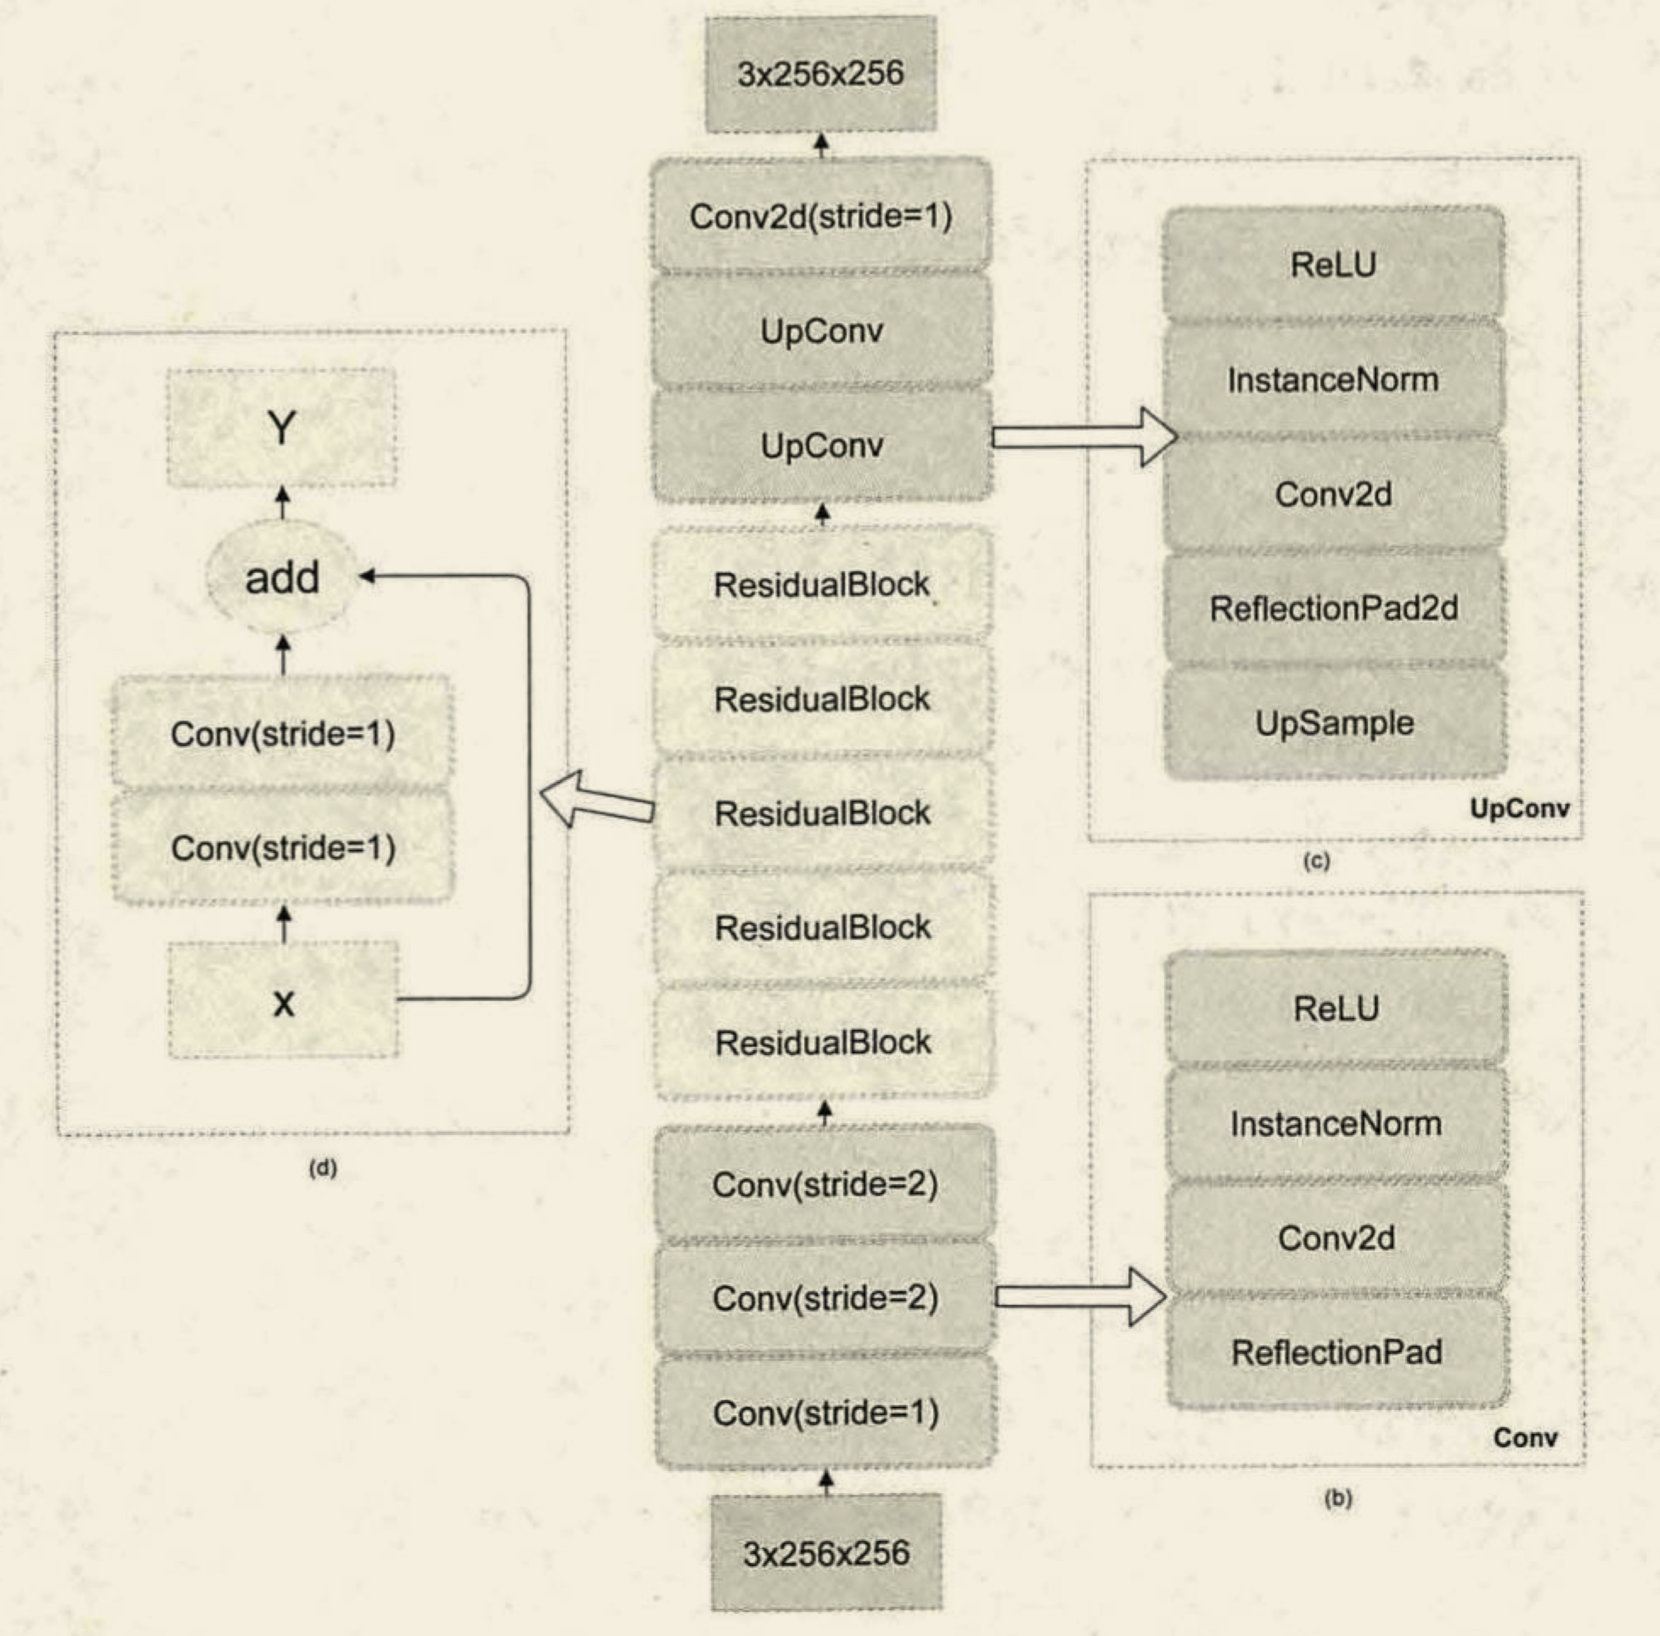 3x256x256
Conv2d(stride=1)
UpConv
UpConv
ResidualBlock
ResidualBlock
ResidualBlock
ResidualBlock
ResidualBlock
Conv(stride=2)
Conv(stride=2)
Conv(stride=1)
3x256x256
Y
add
Conv(stride=1)
Conv(stride=1)
x
(d)
ReLU
InstanceNorm
Conv2d
ReflectionPad2d
UpSample
UpConv
(c)
ReLU
InstanceNorm
Conv2d
ReflectionPad
Conv
(b)